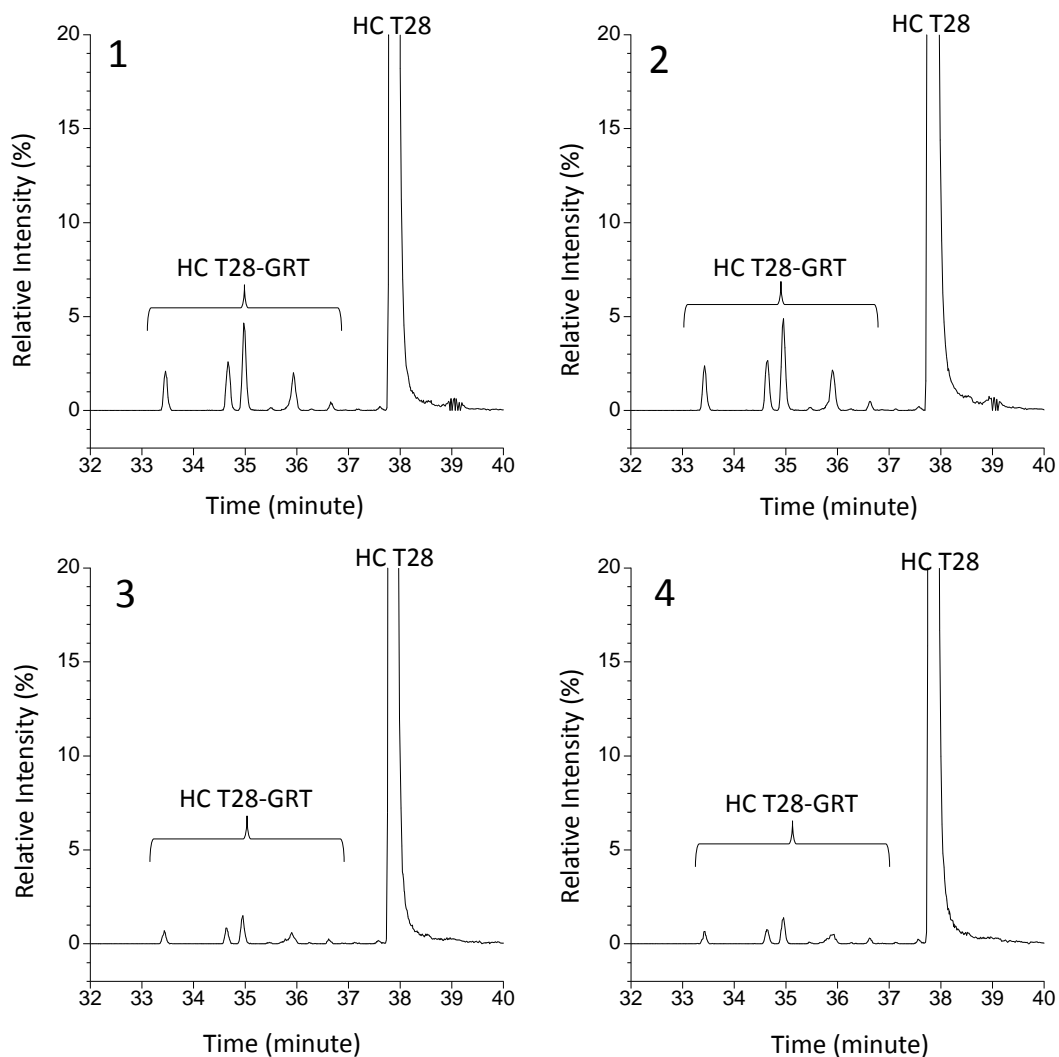 HC T28
1
20
15
10
5
0
Relative Intensity (%)
HC T28-GRT
32 33 34 35 36 37 38 39 40
Time (minute)
HC T28
2
20
15
10
5
0
Relative Intensity (%)
HC T28-GRT
32 33 34 35 36 37 38 39 40
Time (minute)
HC T28
3
20
15
10
5
0
Relative Intensity (%)
HC T28-GRT
32 33 34 35 36 37 38 39 40
Time (minute)
HC T28
4
20
15
10
5
0
Relative Intensity (%)
HC T28-GRT
32 33 34 35 36 37 38 39 40
Time (minute)